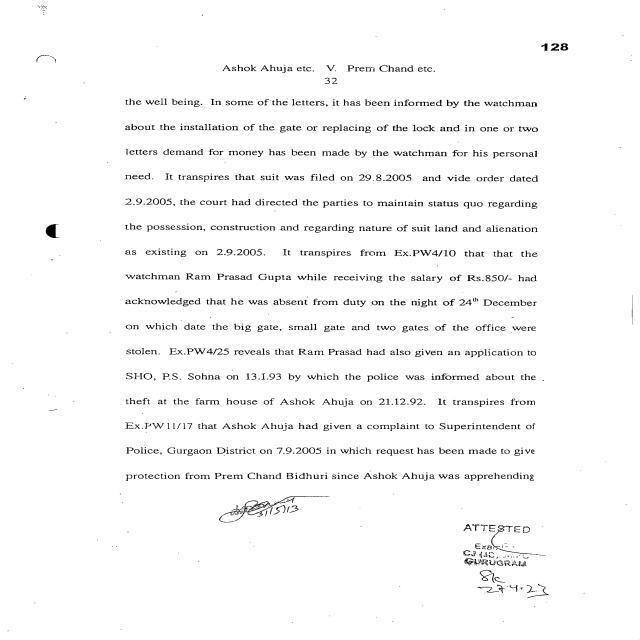 128
Ashok Ahuja etc. V. Prem Chand etc.
32
the well being. In some of the letters, it has been informed by the watchman
about the installation of the gate or replacing of the lock and in one or two
letters demand for money has been made by the watchman for his personal
need. It transpires that suit was filed on 29.8.2005 and vide order dated
2.9.2005, the court had directed the parties to maintain status quo regarding
the possession, construction and regarding nature of suit land and alienation
as existing on 2.9.2005. It transpires from Ex.PW4/10 that that the
watchman Ram Prasad Gupta while receiving the salary of Rs.850/- had
acknowledged that he was absent from duty on the night of 24th December
on which date the big gate, small gate and two gates of the office were
stolen. Ex.PW4/25 reveals that Ram Prasad had also given an application to
SHO, P.S. Sohna on 13.1.93 by which the police was informed about the
theft at the farm house of Ashok Ahuja on 21.12.92. It transpires from
Ex.PW11/17 that Ashok Ahuja had given a complaint to Superintendent of
Police, Gurgaon District on 7.9.2005 in which request has been made to give
protection from Prem Chand Bidhuri since Ashok Ahuja was apprehending
31/5/13
ATTESTED
GURUGRAM
27.4.23